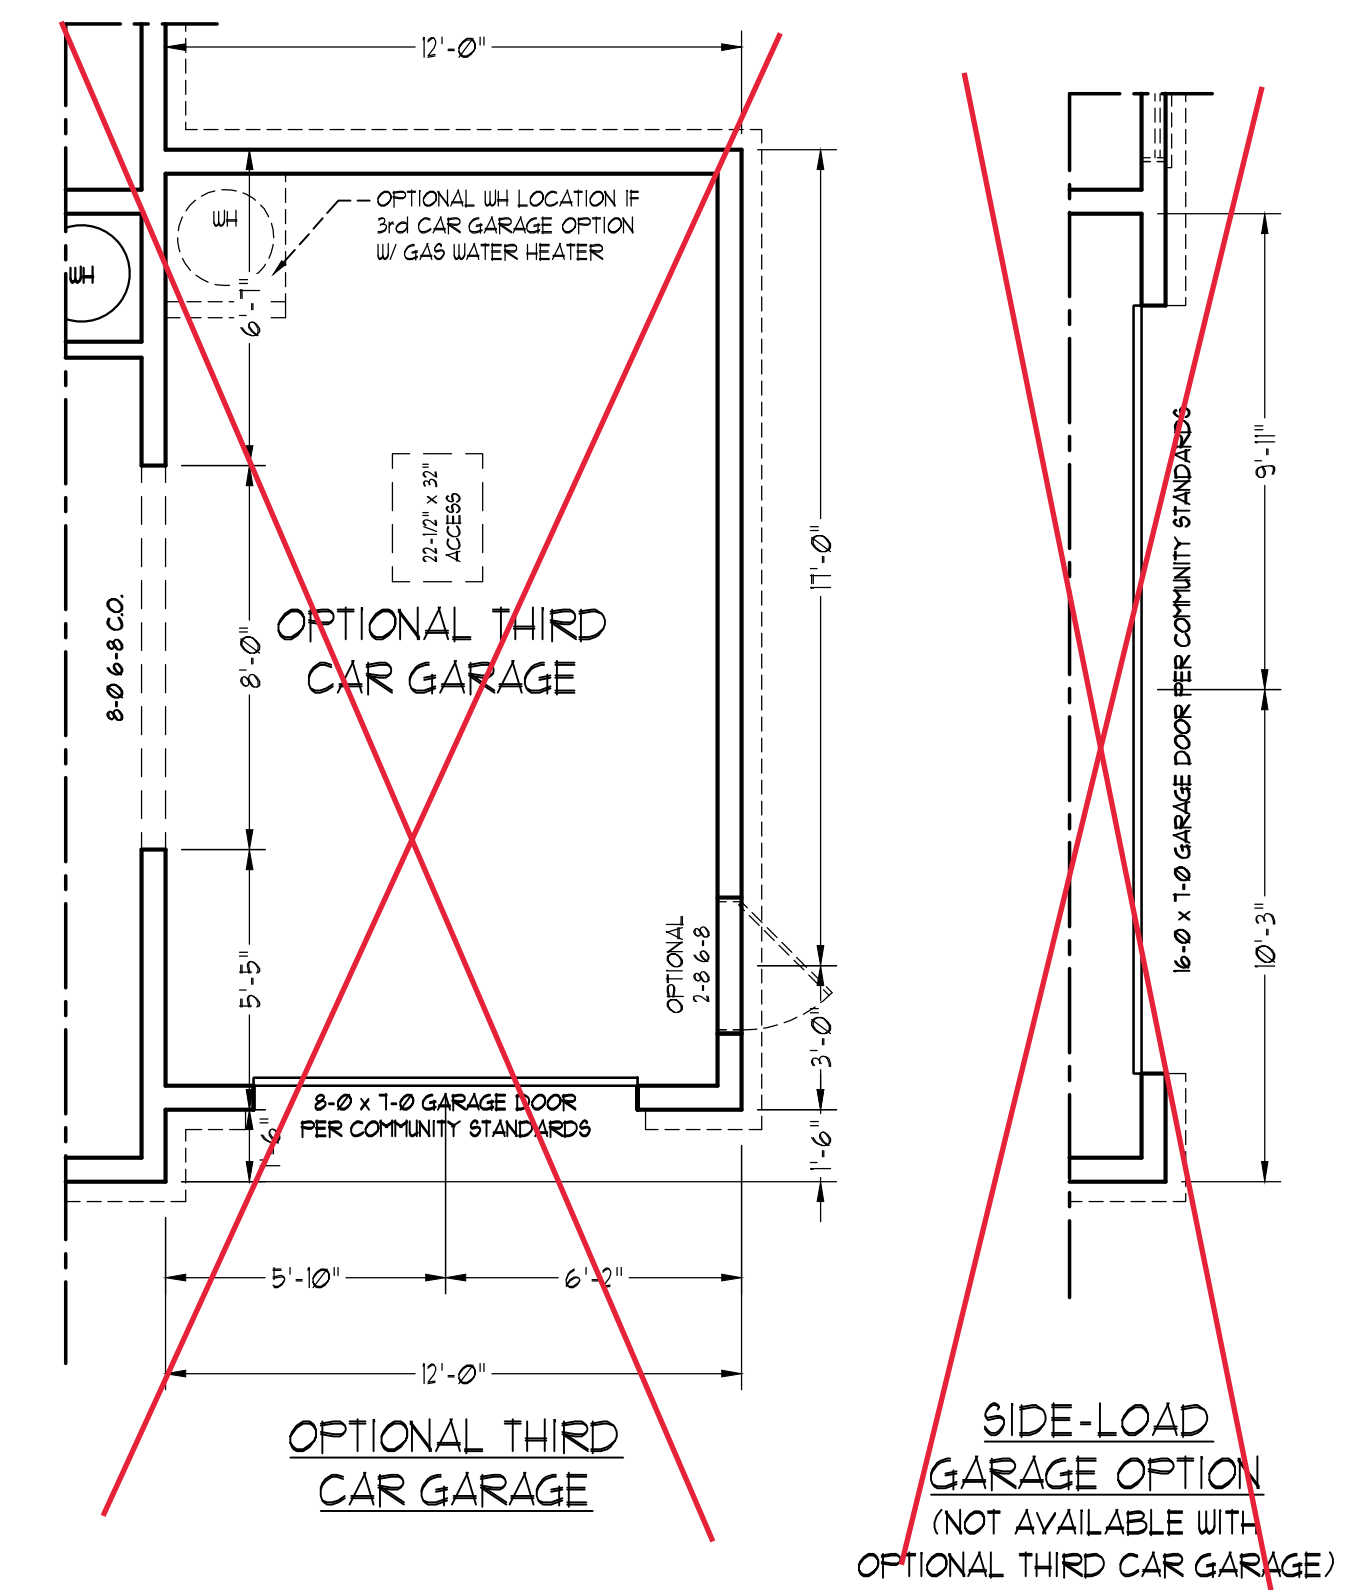 12'-0"
WH
OPTIONAL WH LOCATION IF
3rd CAR GARAGE OPTION
W/ GAS WATER HEATER
WH
6'-7"
22-1/2" x 32"
ACCESS
OPTIONAL THIRD
CAR GARAGE
8-0 6-8 C.O.
8'-0"
17'-0"
5'-5"
OPTIONAL
2-8 6-8
3'-0"
8-0 x 7-0 GARAGE DOOR
PER COMMUNITY STANDARDS
1'-6"
1'-6"
5'-10"
6'-2"
12'-0"
OPTIONAL THIRD
CAR GARAGE
9'-11"
16-0 x 7-0 GARAGE DOOR PER COMMUNITY STANDARDS
10'-3"
SIDE-LOAD
GARAGE OPTION
(NOT AVAILABLE WITH
OPTIONAL THIRD CAR GARAGE)